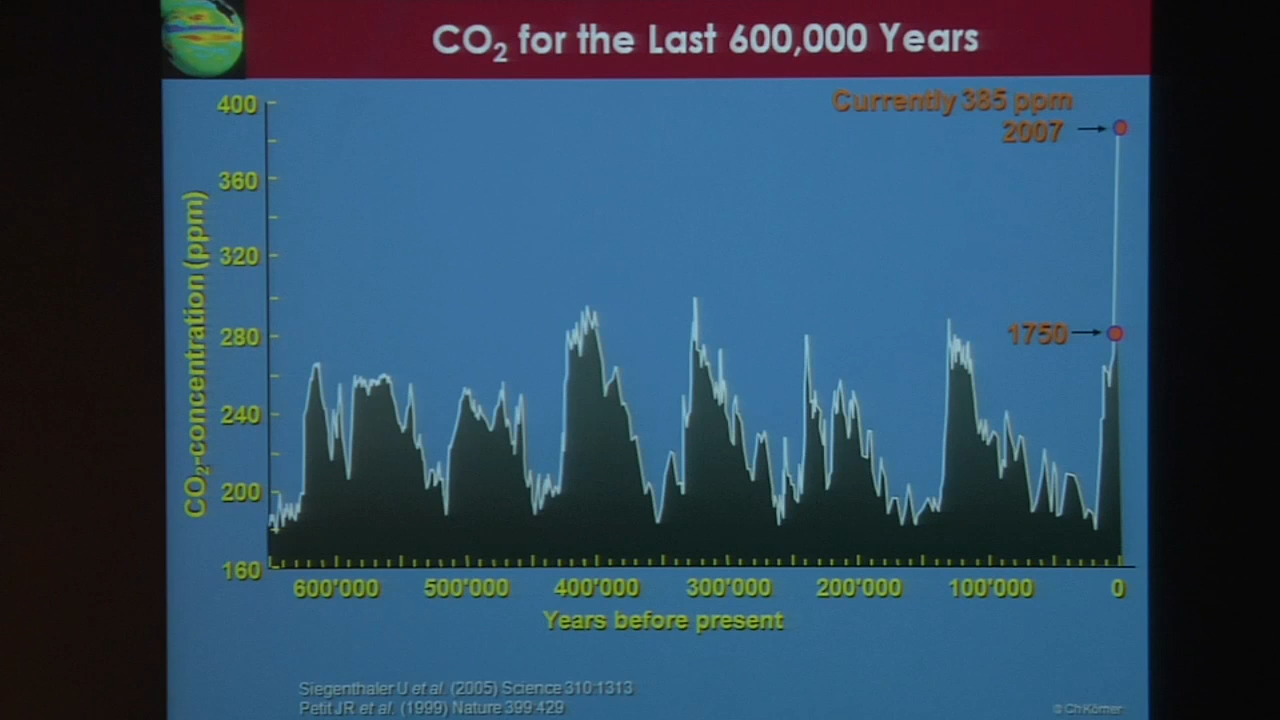 CO₂ for the Last 600,000 Years
Currently 385 ppm
2007
1750
CO₂-concentration (ppm)
400
360
320
280
240
200
160
600'000 500'000 400'000 300'000 200'000 100'000 0
Years before present
Siegenthaler U et al. (2005) Science 310:1313
Petit JR et al. (1999) Nature 399:429
© Ch Körner